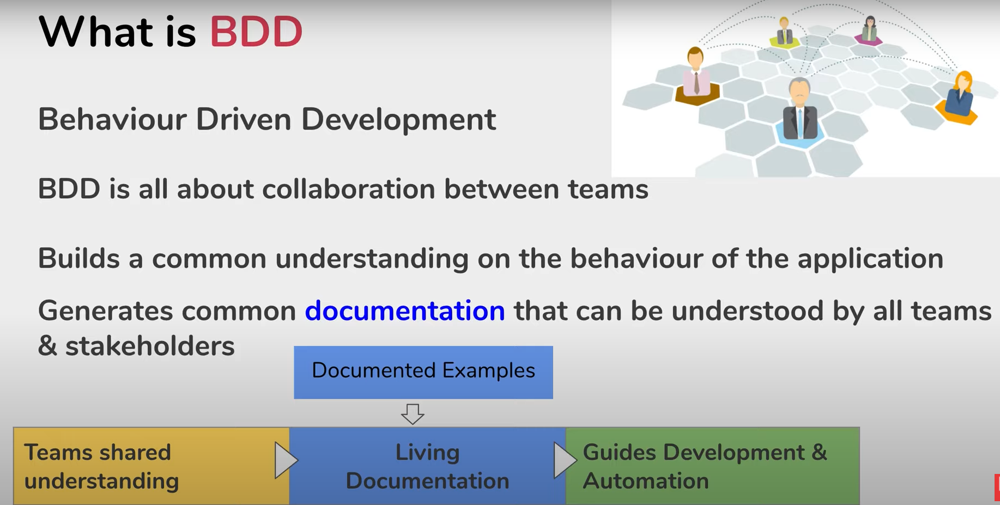 What is BDD
Behaviour Driven Development
BDD is all about collaboration between teams
Builds a common understanding on the behaviour of the application
Generates common documentation that can be understood by all teams
& stakeholders
Documented Examples
Teams shared
understanding
Living
Documentation
Guides Development &
Automation